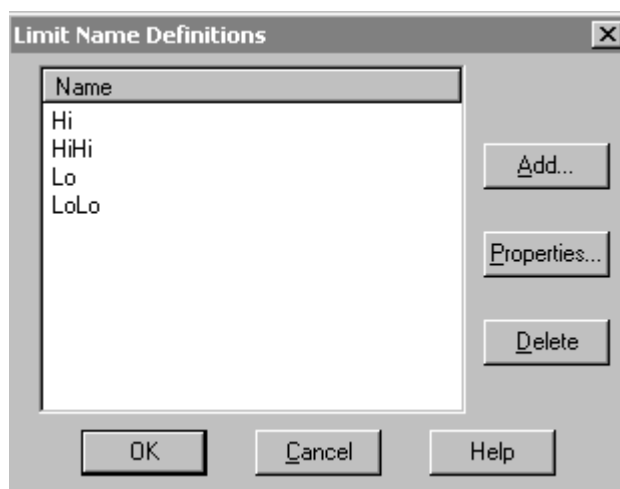 Limit Name Definitions
Name
Hi
HiHi
Lo
LoLo
Add...
Properties...
Delete
OK
Cancel
Help